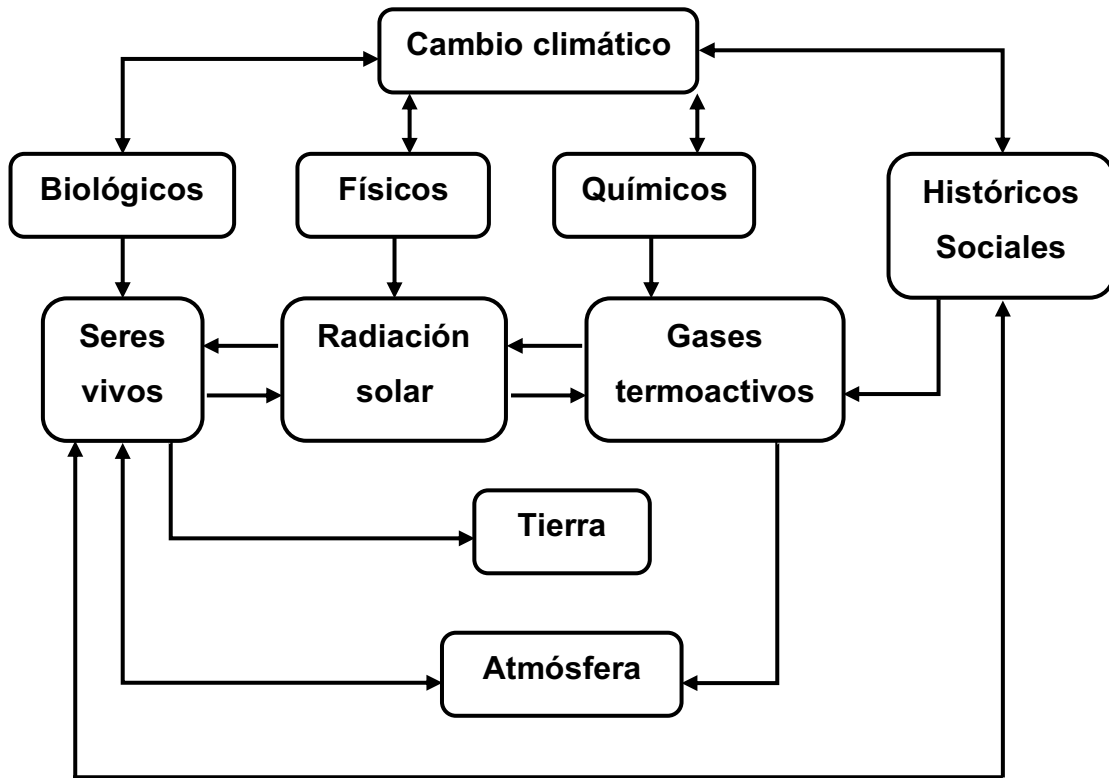 Cambio climático
Biológicos
Físicos
Químicos
Históricos
Sociales
Seres
vivos
Radiación
solar
Gases
termoactivos
Tierra
Atmósfera